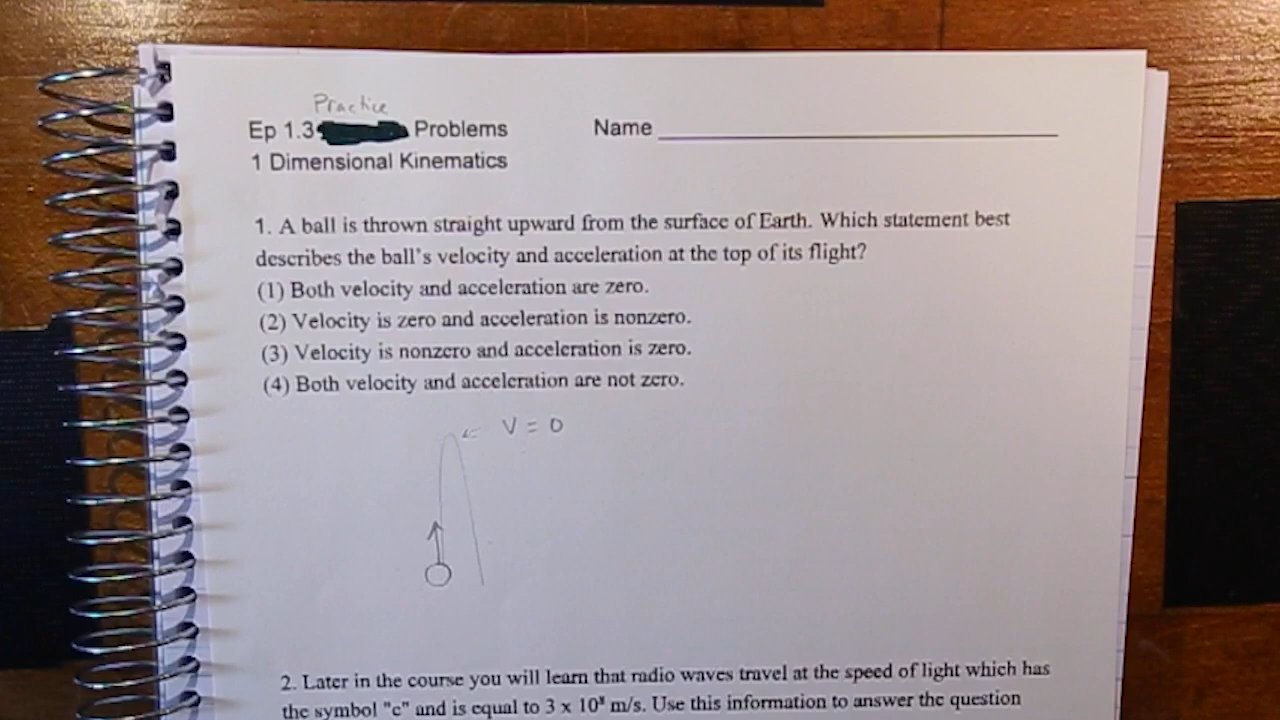 Practice
Ep 1.3 Problems Name
1 Dimensional Kinematics
1. A ball is thrown straight upward from the surface of Earth. Which statement best
describes the ball's velocity and acceleration at the top of its flight?
(1) Both velocity and acceleration are zero.
(2) Velocity is zero and acceleration is nonzero.
(3) Velocity is nonzero and acceleration is zero.
(4) Both velocity and acceleration are not zero.
V = 0
2. Later in the course you will learn that radio waves travel at the speed of light which has
the symbol "c" and is equal to 3 x 10⁸ m/s. Use this information to answer the question